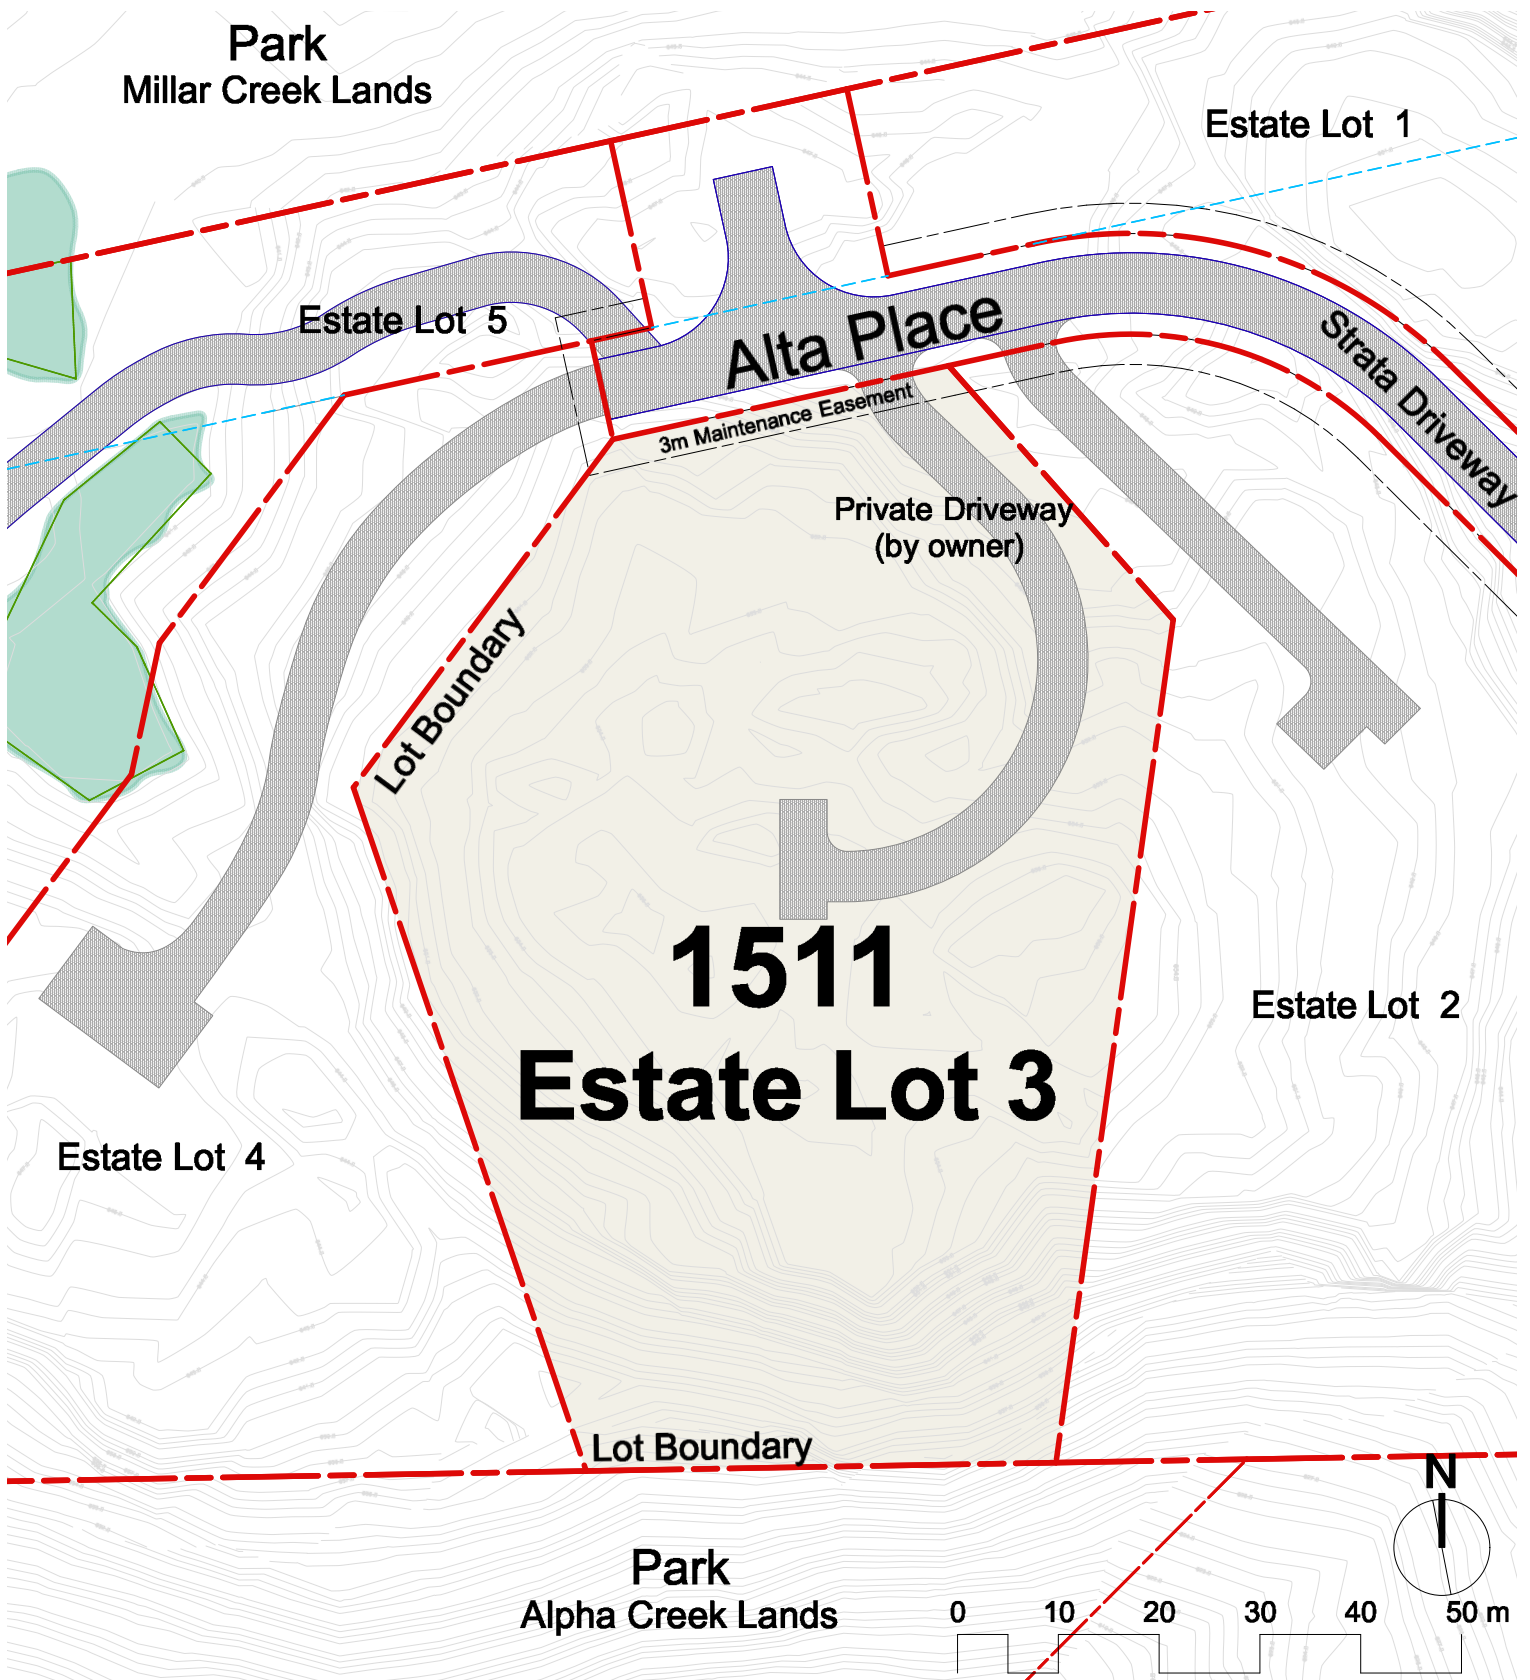 Park
Millar Creek Lands
Estate Lot 1
Estate Lot 5
Alta Place
Strata Driveway
3m Maintenance Easement
Private Driveway
(by owner)
Lot Boundary
1511
Estate Lot 3
Estate Lot 2
Estate Lot 4
Lot Boundary
N
Park
Alpha Creek Lands
0 10 20 30 40 50 m